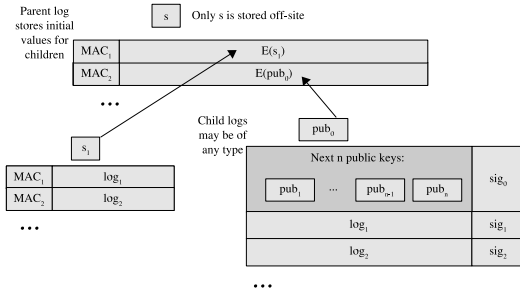 Parent log
stores initial
values for
children
s
Only s is stored off-site
MAC₁
E(s₁)
MAC₂
E(pub₀)
...
s₁
MAC₁
log₁
MAC₂
log₂
...
Child logs
may be of
any type
pub₀
Next n public keys:
pub₁
...
pubₙ₋₁
pubₙ
sig₀
log₁
sig₁
log₂
sig₂
...